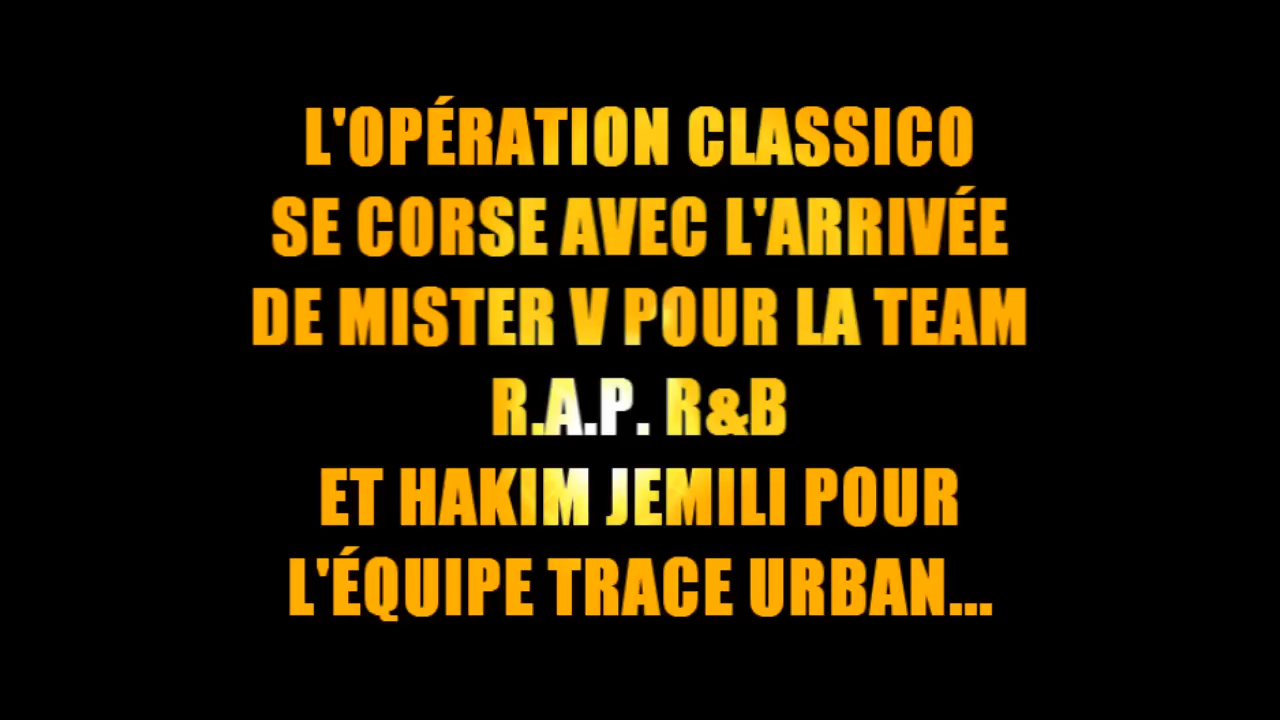 L'OPÉRATION CLASSICO
SE CORSE AVEC L'ARRIVÉE
DE MISTER V POUR LA TEAM
R.A.P. R&B
ET HAKIM JEMILI POUR
L'ÉQUIPE TRACE URBAN...